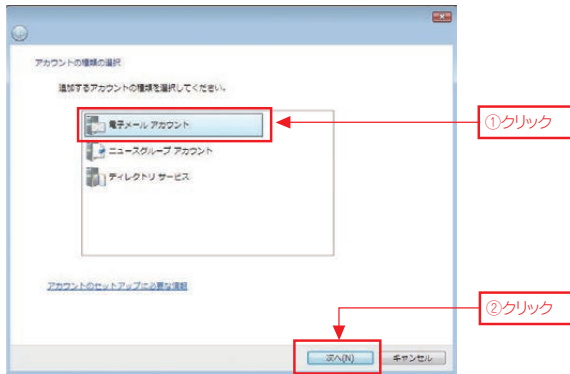 アカウントの種類の選択
追加するアカウントの種類を選択してください。
電子メール アカウント
①クリック
ニュースグループ アカウント
ディレクトリ サービス
アカウントのセットアップに必要な情報
②クリック
次へ(N)
キャンセル